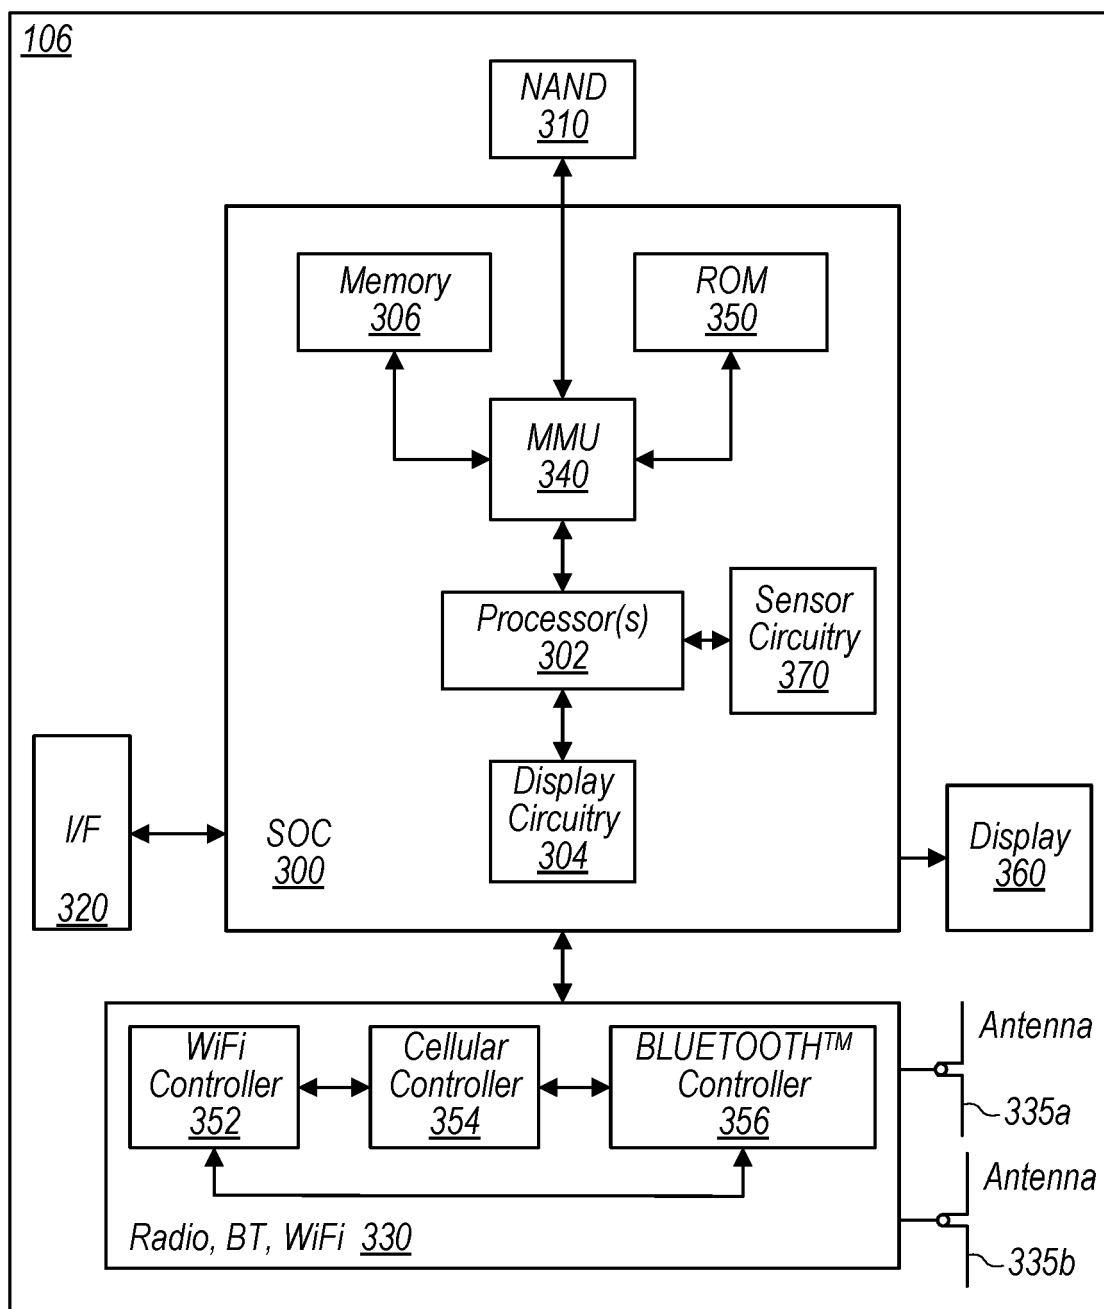 106
NAND
310
Memory
306
ROM
350
MMU
340
Processor(s)
302
Sensor
Circuitry
370
Display
Circuitry
304
I/F
320
SOC
300
Display
360
WiFi
Controller
352
Cellular
Controller
354
BLUETOOTH™
Controller
356
Radio, BT, WiFi 330
Antenna
335a
Antenna
335b